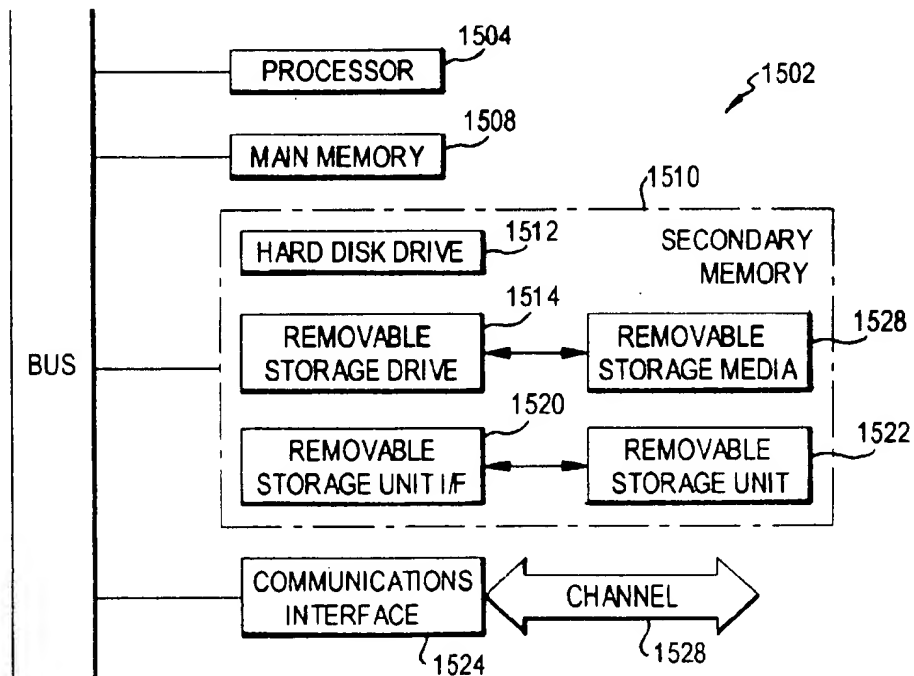 1504
PROCESSOR
1502
1508
MAIN MEMORY
1510
1512
HARD DISK DRIVE
SECONDARY
MEMORY
1514
REMOVABLE
STORAGE DRIVE
1528
REMOVABLE
STORAGE MEDIA
BUS
1520
REMOVABLE
STORAGE UNIT I/F
1522
REMOVABLE
STORAGE UNIT
COMMUNICATIONS
INTERFACE
1524
CHANNEL
1528